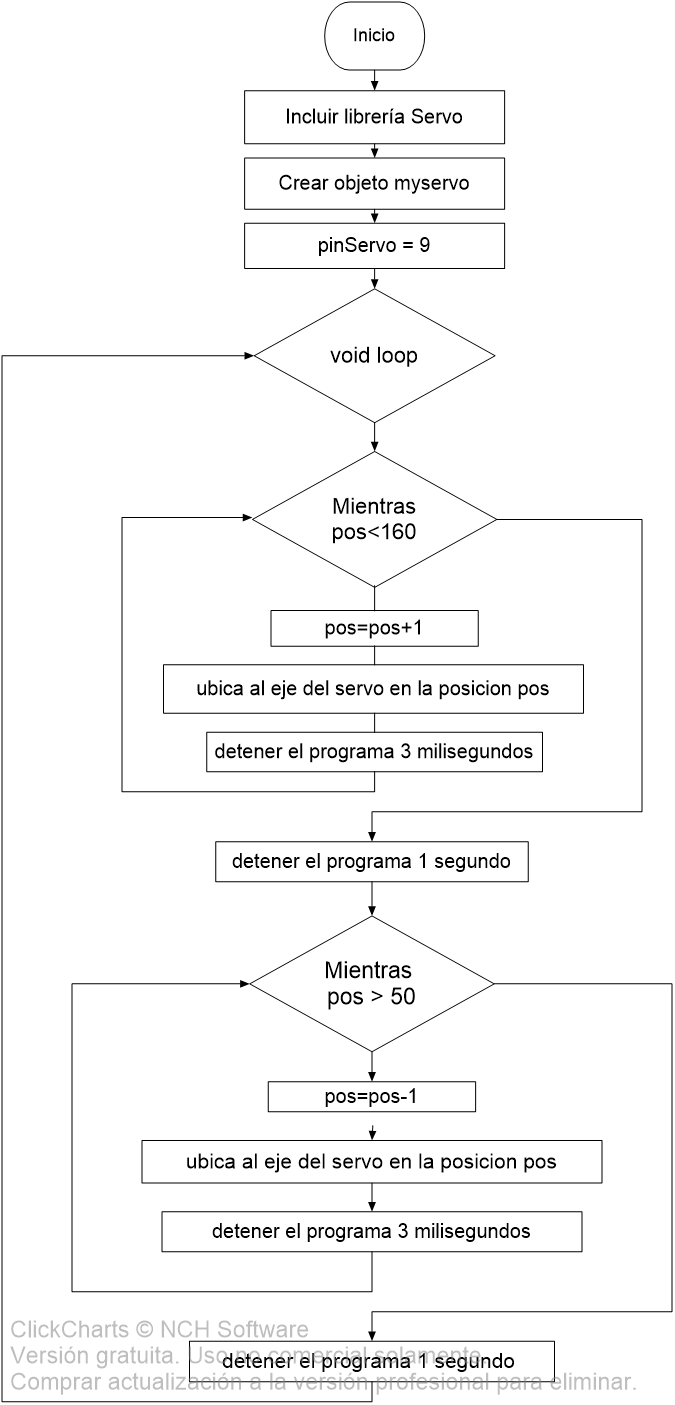 Inicio
Incluir librería Servo
Crear objeto myservo
pinServo = 9
void loop
Mientras
pos<160
pos=pos+1
ubica al eje del servo en la posicion pos
detener el programa 3 milisegundos
detener el programa 1 segundo
Mientras
pos > 50
pos=pos-1
ubica al eje del servo en la posicion pos
detener el programa 3 milisegundos
detener el programa 1 segundo
ClickCharts © NCH Software
Versión gratuita. Uso no comercial solamente.
Comprar actualización a la versión profesional para eliminar.